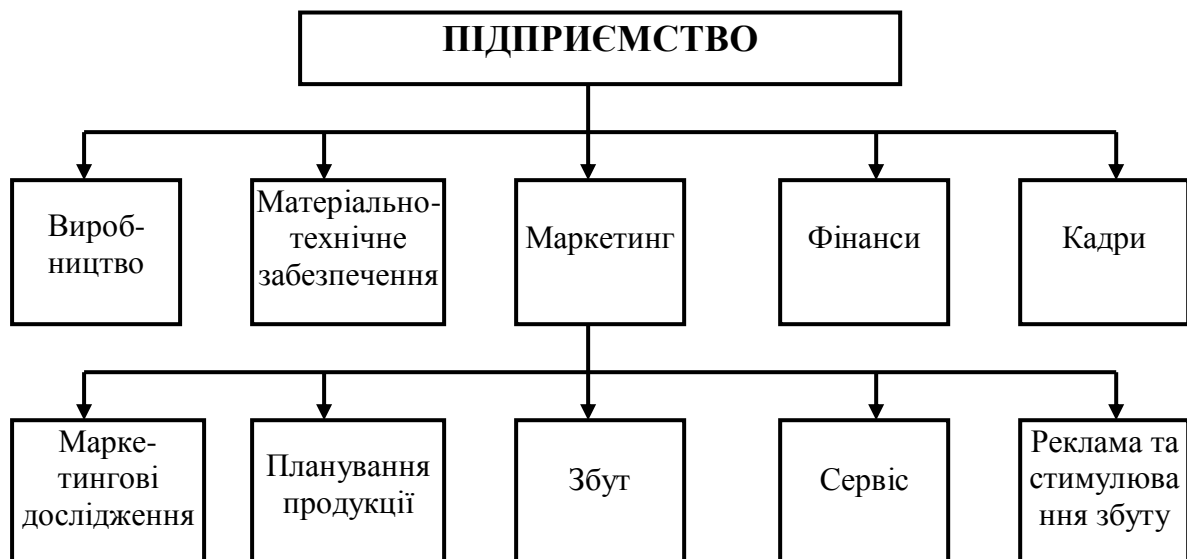 ПІДПРИЄМСТВО
Вироб-
ництво
Матеріально-
технічне
забезпечення
Маркетинг
Фінанси
Кадри
Марке-
тингові
дослідження
Планування
продукції
Збут
Сервіс
Реклама та
стимулюва
ння збуту